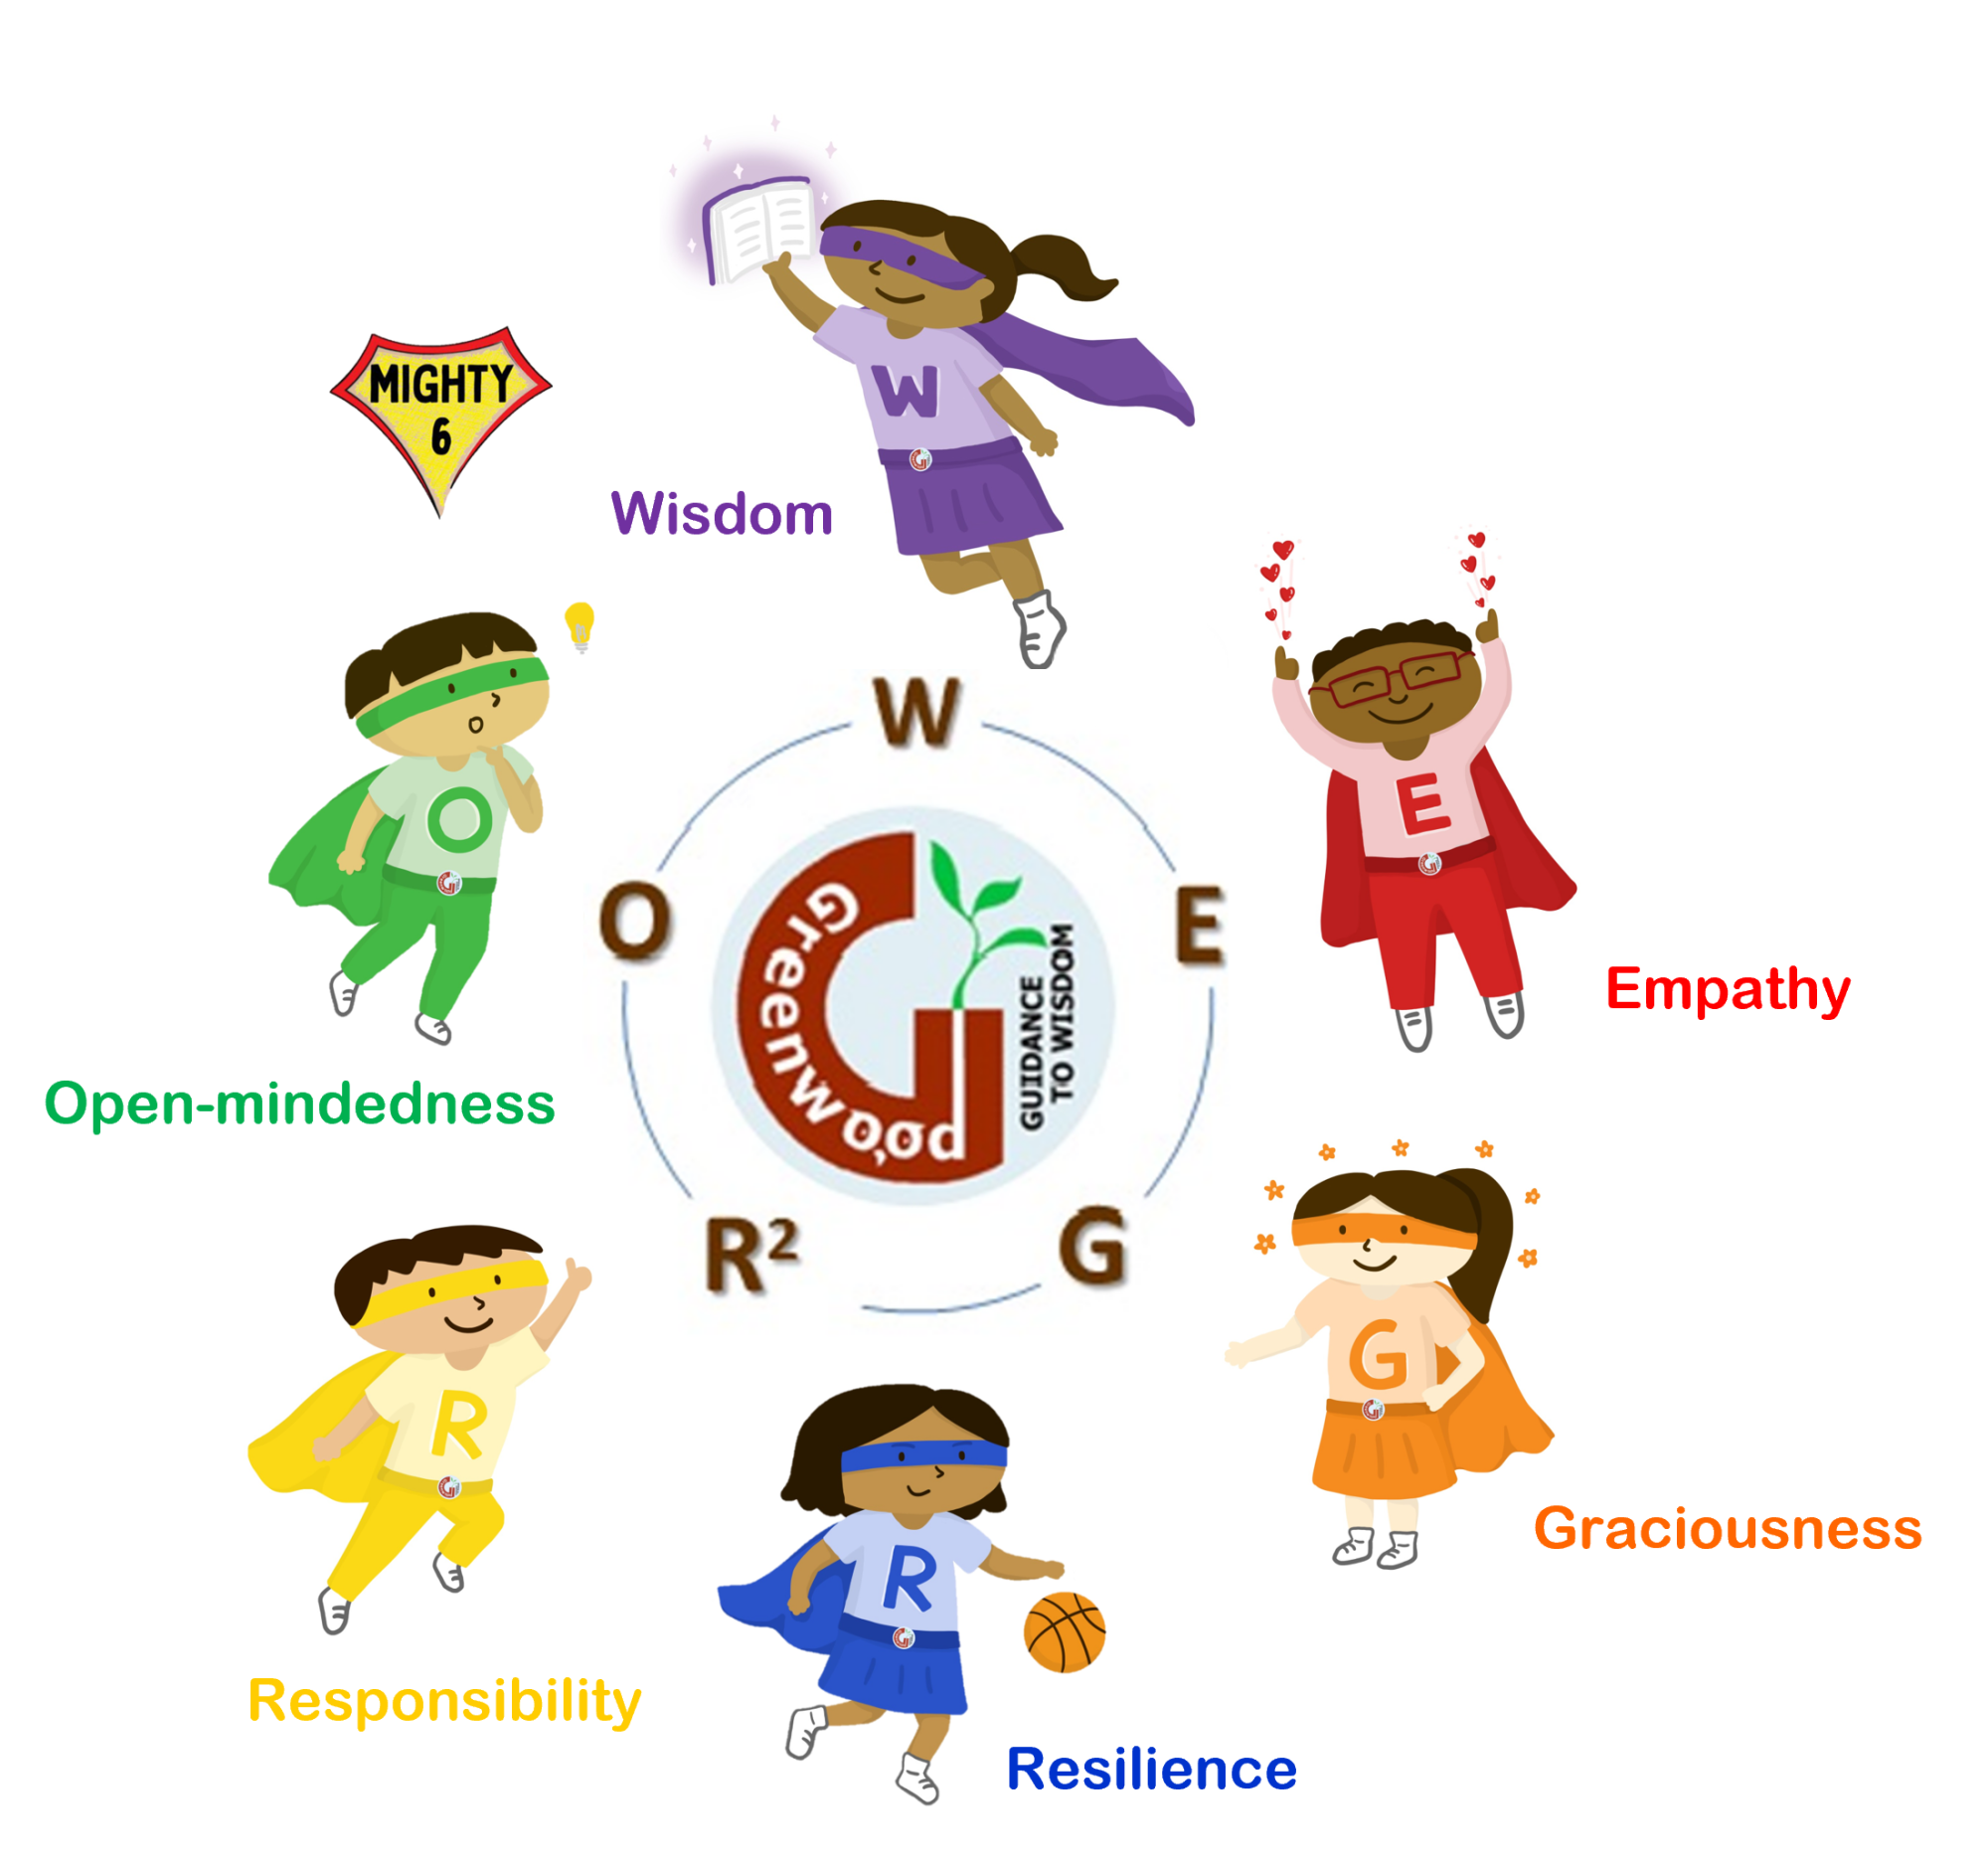 MIGHTY
6
W
Wisdom
O
E
Open-mindedness
Empathy
W
O
E
R²
G
Greenwood
GUIDANCE
TO WISDOM
R
G
R
Responsibility
Graciousness
Resilience